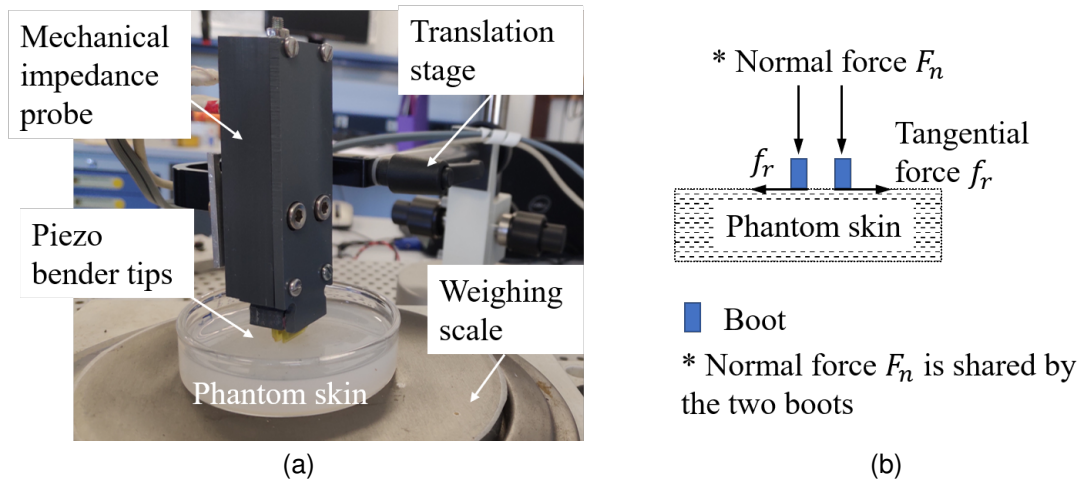 Mechanical
impedance
probe
Translation
stage
Piezo
bender tips
Weighing
scale
Phantom skin
(a)
* Normal force Fₙ
fᵣ
Tangential
force fᵣ
Phantom skin
Boot
* Normal force Fₙ is shared by
the two boots
(b)